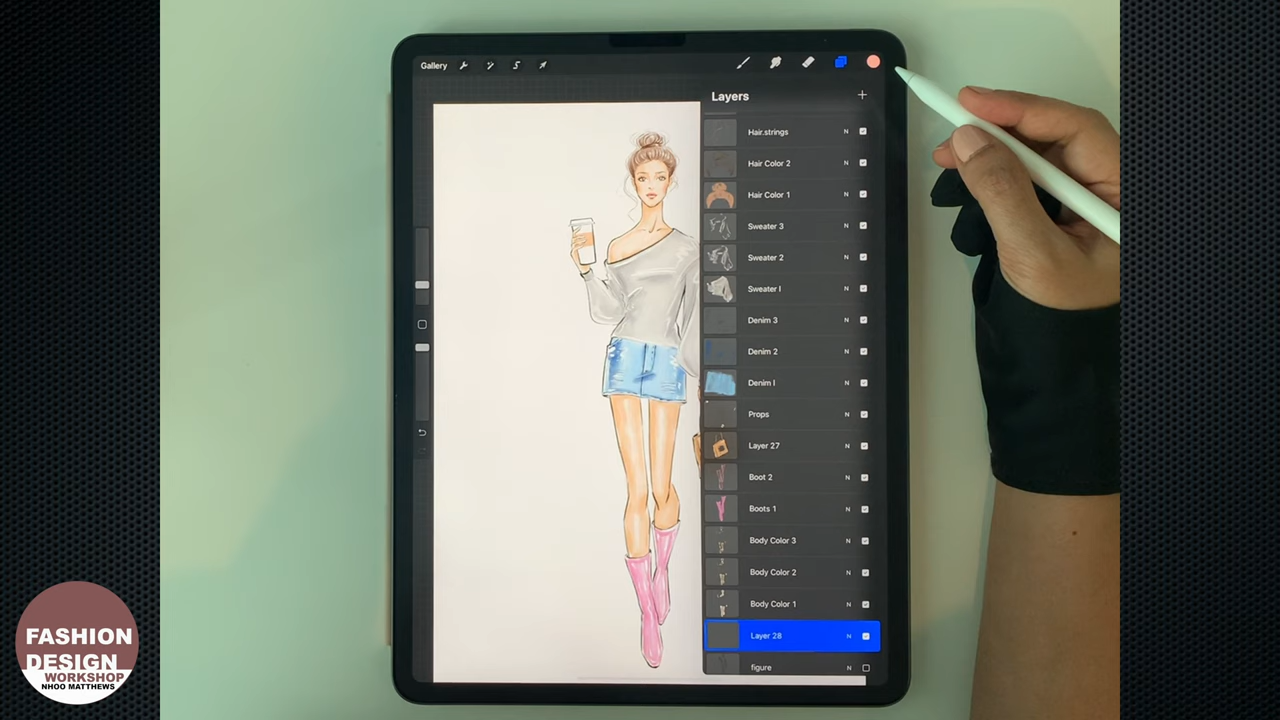 Gallery
Layers
Hair.strings N
Hair Color 2 N
Hair Color 1 N
Sweater 3 N
Sweater 2 N
Sweater I N
Denim 3 N
Denim 2 N
Denim I N
Props N
Layer 27 N
Boot 2 N
Boots 1 N
Body Color 3 N
Body Color 2 N
Body Color 1 N
Layer 28 N
figure N
FASHION
DESIGN
WORKSHOP
NHOO MATTHEWS